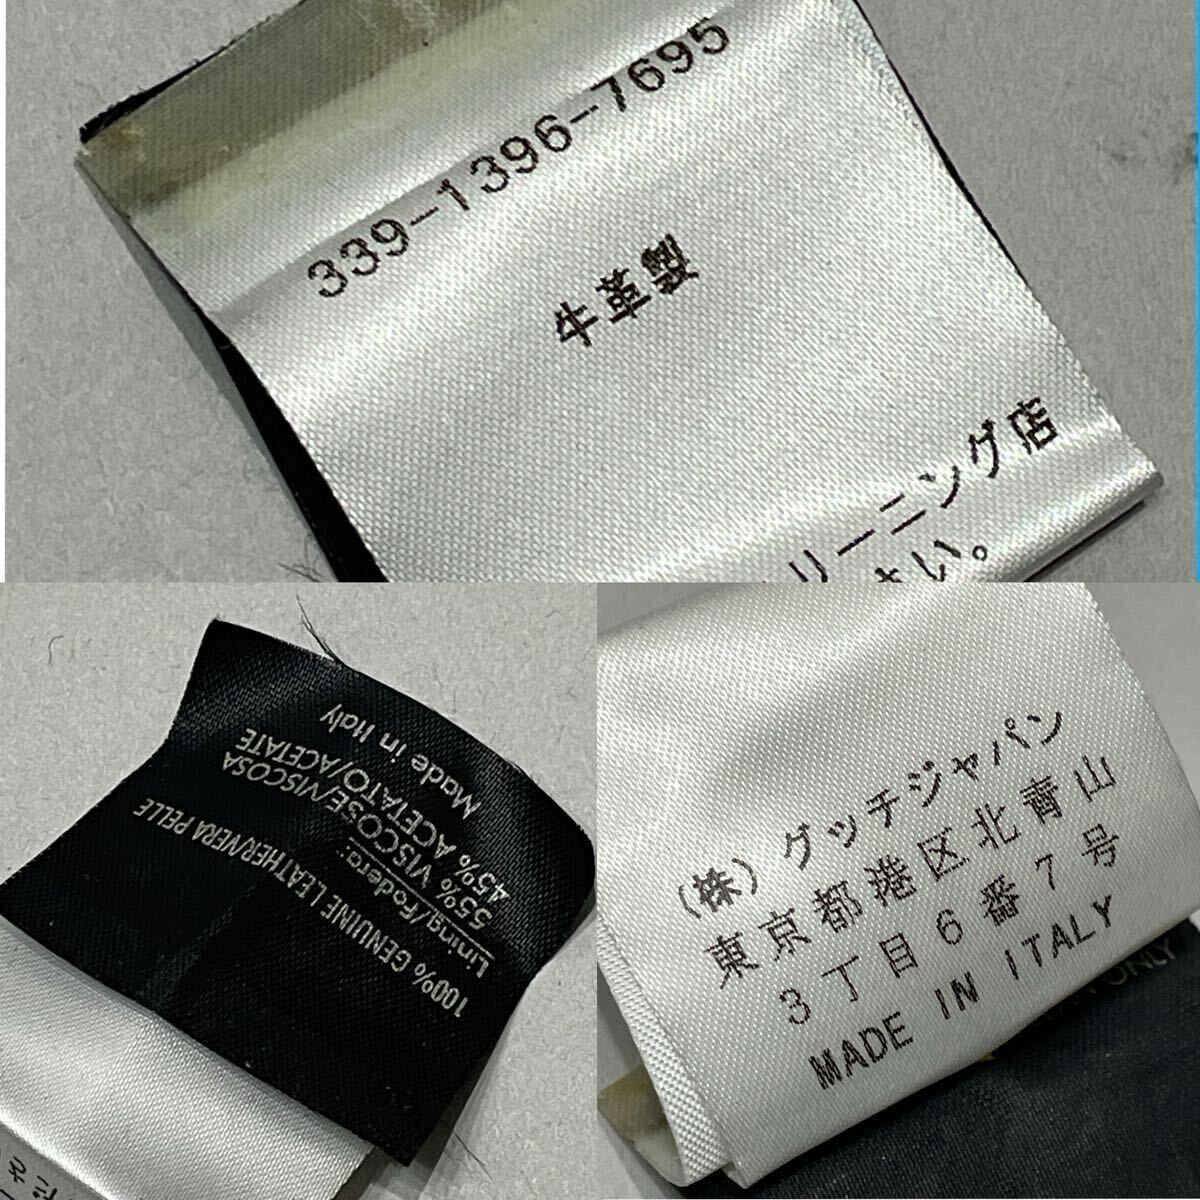 339-1396-7695
牛革製
リーニング店
さい。
100% GENUINE LEATHER/VERA PELLE
Lining/Fodera:
55% VISCOSE/VISCOSA
45% ACETATO/ACETATE
Made in Italy
(株) グッチジャパン
東京都港区北青山
3丁目6番7号
MADE IN ITALY
ONLY